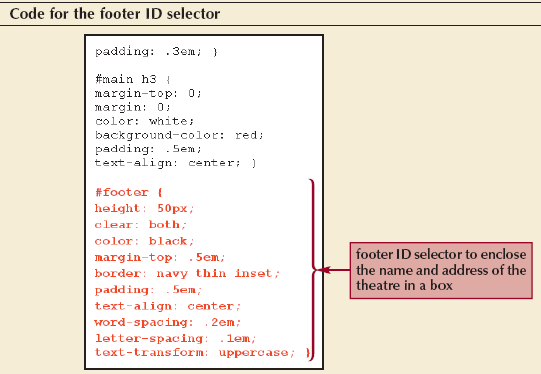 Code for the footer ID selector
padding: .3em; }
#main h3 {
margin-top: 0;
margin: 0;
color: white;
background-color: red;
padding: .5em;
text-align: center; }
#footer {
height: 50px;
clear: both;
color: black;
margin-top: .5em;
border: navy thin inset;
padding: .5em;
text-align: center;
word-spacing: .2em;
letter-spacing: .1em;
text-transform: uppercase; }
footer ID selector to enclose
the name and address of the
theatre in a box